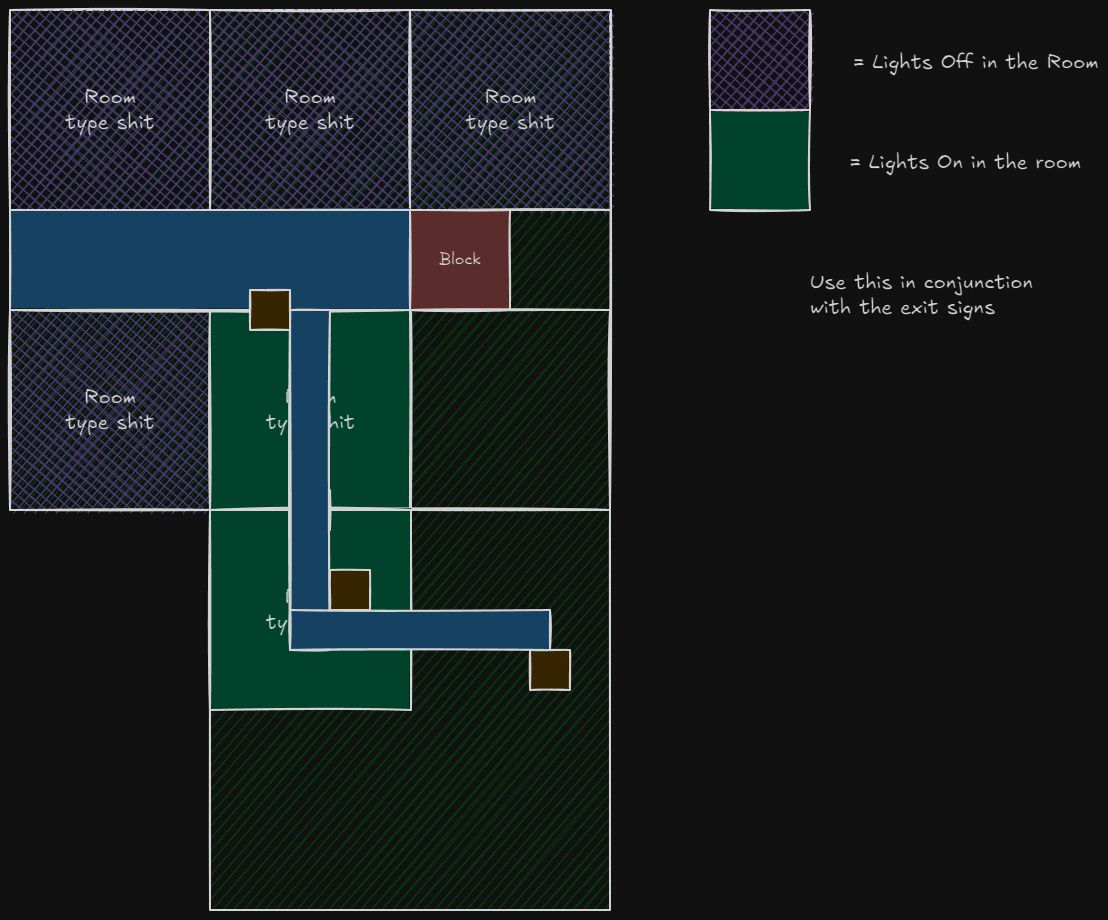 Room
type shit
Room
type shit
Room
type shit
= Lights Off in the Room
= Lights On in the room
Block
Use this in conjunction
with the exit signs
Room
type shit